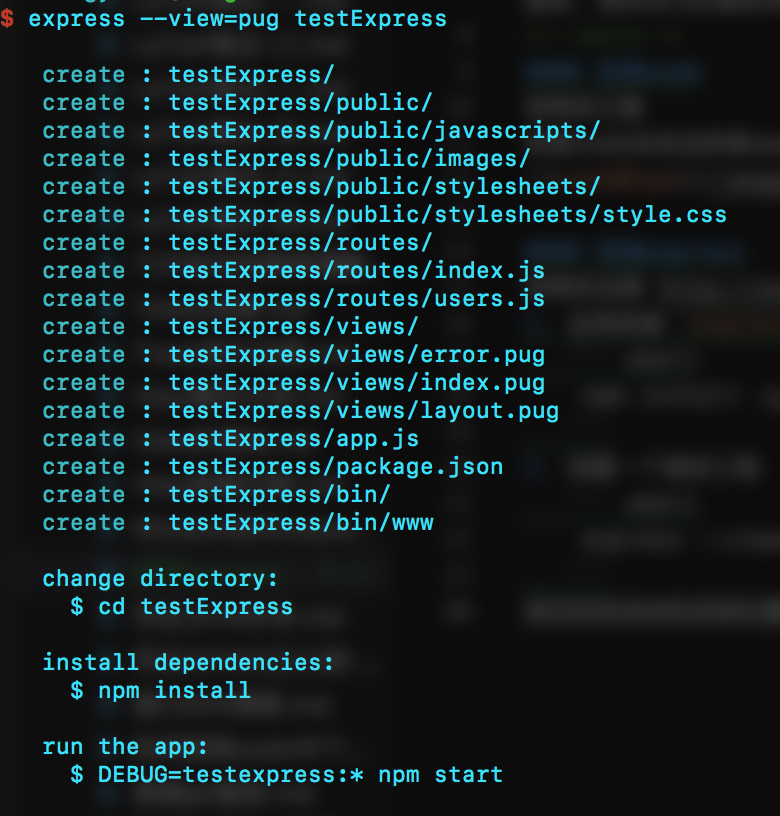 $ express --view=pug testExpress
create : testExpress/
create : testExpress/public/
create : testExpress/public/javascripts/
create : testExpress/public/images/
create : testExpress/public/stylesheets/
create : testExpress/public/stylesheets/style.css
create : testExpress/routes/
create : testExpress/routes/index.js
create : testExpress/routes/users.js
create : testExpress/views/
create : testExpress/views/error.pug
create : testExpress/views/index.pug
create : testExpress/views/layout.pug
create : testExpress/app.js
create : testExpress/package.json
create : testExpress/bin/
create : testExpress/bin/www
change directory:
$ cd testExpress
install dependencies:
$ npm install
run the app:
$ DEBUG=testexpress:* npm start